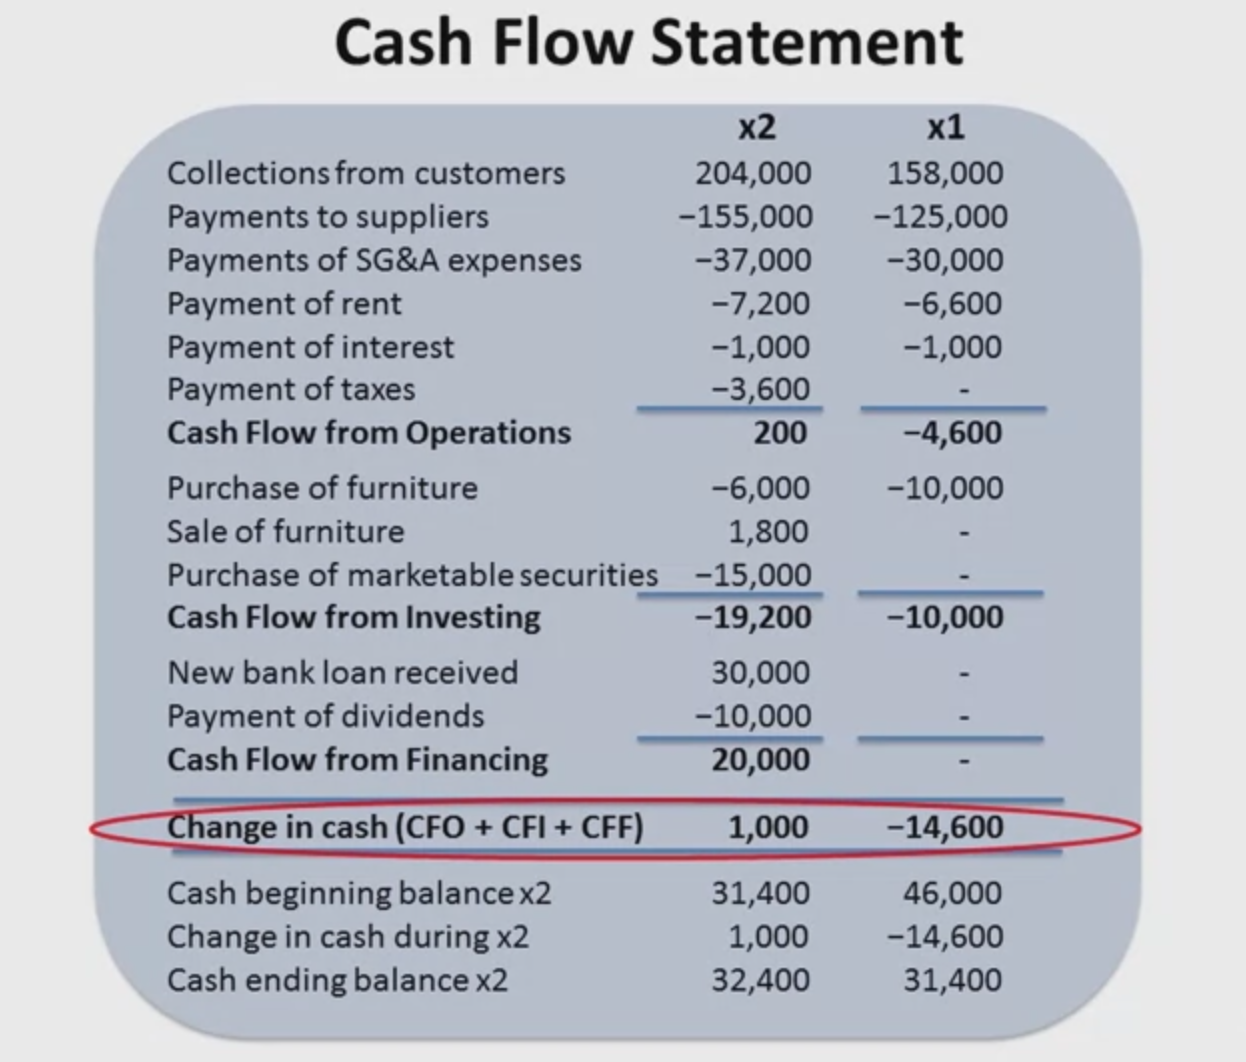 Cash Flow Statement
x2 x1
Collections from customers 204,000 158,000
Payments to suppliers −155,000 −125,000
Payments of SG&A expenses −37,000 −30,000
Payment of rent −7,200 −6,600
Payment of interest −1,000 −1,000
Payment of taxes −3,600 -
Cash Flow from Operations 200 −4,600
Purchase of furniture −6,000 −10,000
Sale of furniture 1,800 -
Purchase of marketable securities −15,000 -
Cash Flow from Investing −19,200 −10,000
New bank loan received 30,000 -
Payment of dividends −10,000 -
Cash Flow from Financing 20,000 -
Change in cash (CFO + CFI + CFF) 1,000 −14,600
Cash beginning balance x2 31,400 46,000
Change in cash during x2 1,000 −14,600
Cash ending balance x2 32,400 31,400